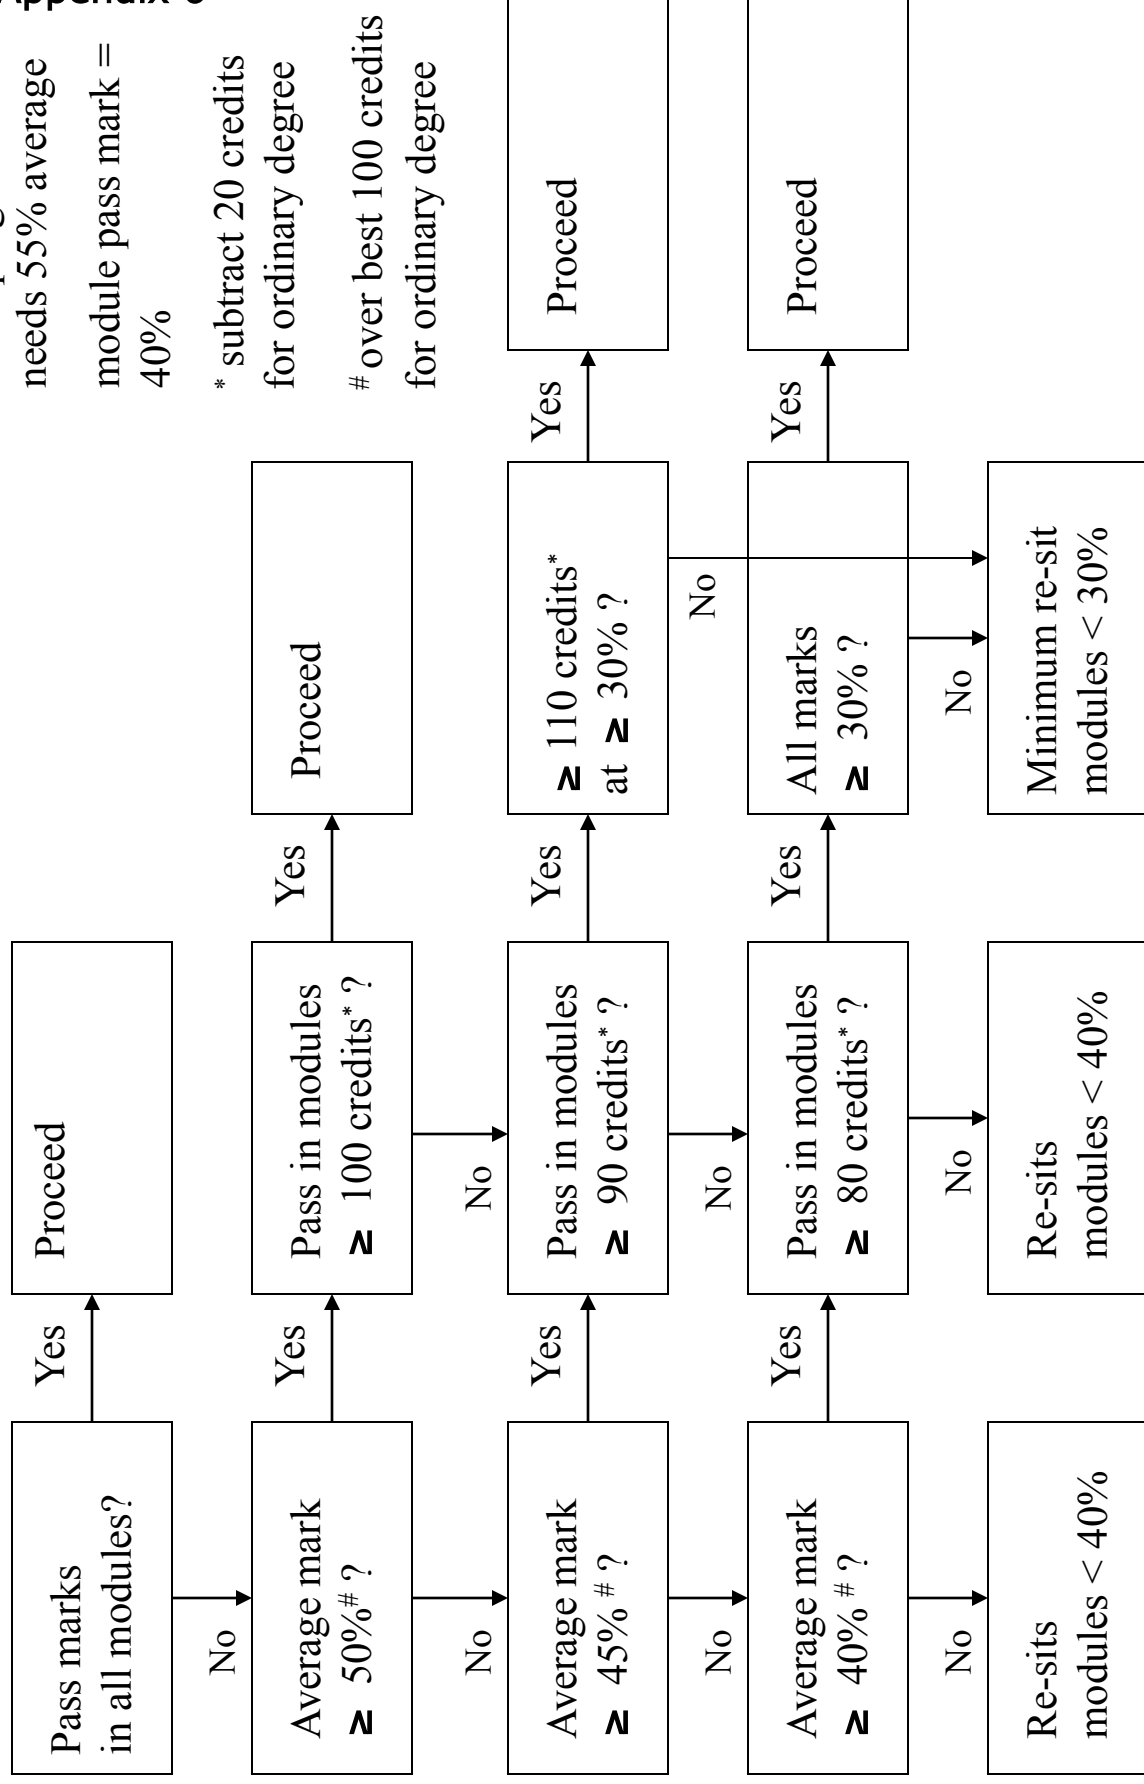 Appendix
needs 55% average
module pass mark =
40%
* subtract 20 credits
for ordinary degree
# over best 100 credits
for ordinary degree
Pass marks
in all modules?
Yes
Proceed
No
Average mark
≥ 50%# ?
Yes
Pass in modules
≥ 100 credits* ?
Yes
Proceed
No
No
Average mark
≥ 45% # ?
Yes
Pass in modules
≥ 90 credits* ?
Yes
≥ 110 credits*
at ≥ 30% ?
Yes
Proceed
No
No
No
Average mark
≥ 40% # ?
Yes
Pass in modules
≥ 80 credits* ?
Yes
All marks
≥ 30% ?
Yes
Proceed
No
No
No
Re-sits
modules < 40%
Re-sits
modules < 40%
Minimum re-sit
modules < 30%